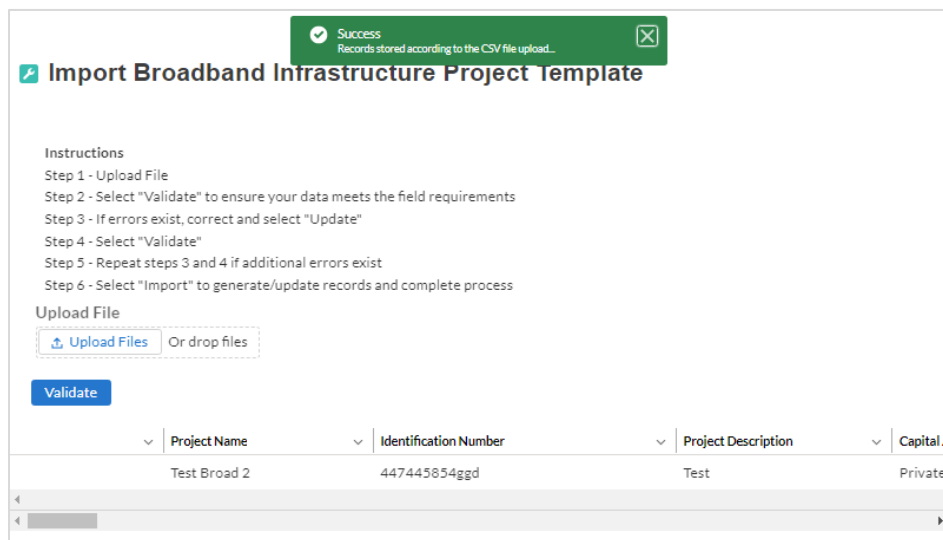 Success
Records stored according to the CSV file upload...
Import Broadband Infrastructure Project Template
Instructions
Step 1 - Upload File
Step 2 - Select "Validate" to ensure your data meets the field requirements
Step 3 - If errors exist, correct and select "Update"
Step 4 - Select "Validate"
Step 5 - Repeat steps 3 and 4 if additional errors exist
Step 6 - Select "Import" to generate/update records and complete process
Upload File
Upload Files Or drop files
Validate
Project Name Identification Number Project Description Capital
Test Broad 2 447445854ggd Test Private